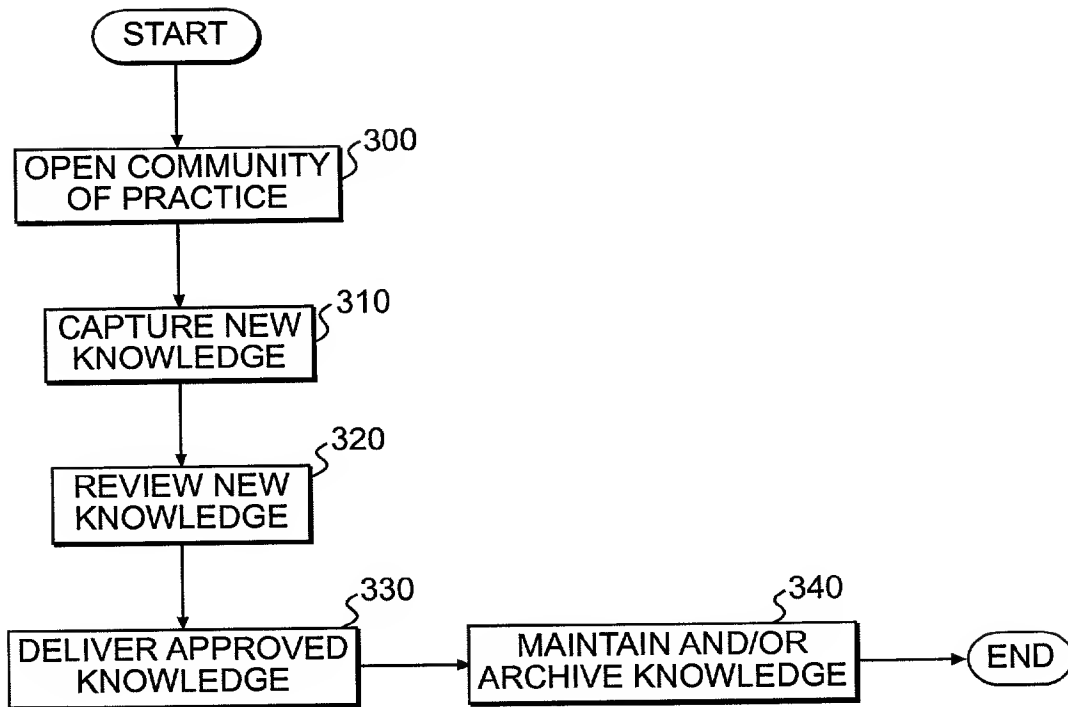 START
300
OPEN COMMUNITY
OF PRACTICE
310
CAPTURE NEW
KNOWLEDGE
320
REVIEW NEW
KNOWLEDGE
330
DELIVER APPROVED
KNOWLEDGE
340
MAINTAIN AND/OR
ARCHIVE KNOWLEDGE
END